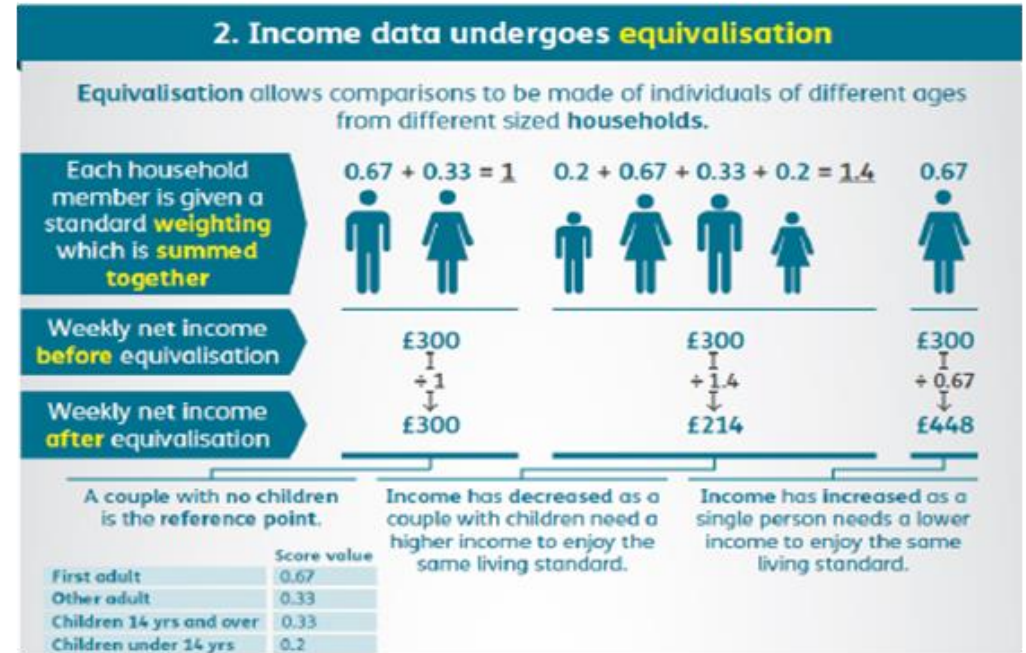 2. Income data undergoes equivalisation
Equivalisation allows comparisons to be made of individuals of different ages
from different sized households.
Each household
member is given a
standard weighting
which is summed
together
0.67 + 0.33 = 1
0.2 + 0.67 + 0.33 + 0.2 = 1.4
0.67
Weekly net income
before equivalisation
£300
÷ 1
£300
÷ 1.4
£300
÷ 0.67
Weekly net income
after equivalisation
£300
£214
£448
A couple with no children
is the reference point.
Income has decreased as a
couple with children need a
higher income to enjoy the
same living standard.
Income has increased as a
single person needs a lower
income to enjoy the same
living standard.
Score value
First adult 0.67
Other adult 0.33
Children 14 yrs and over 0.33
Children under 14 yrs 0.2